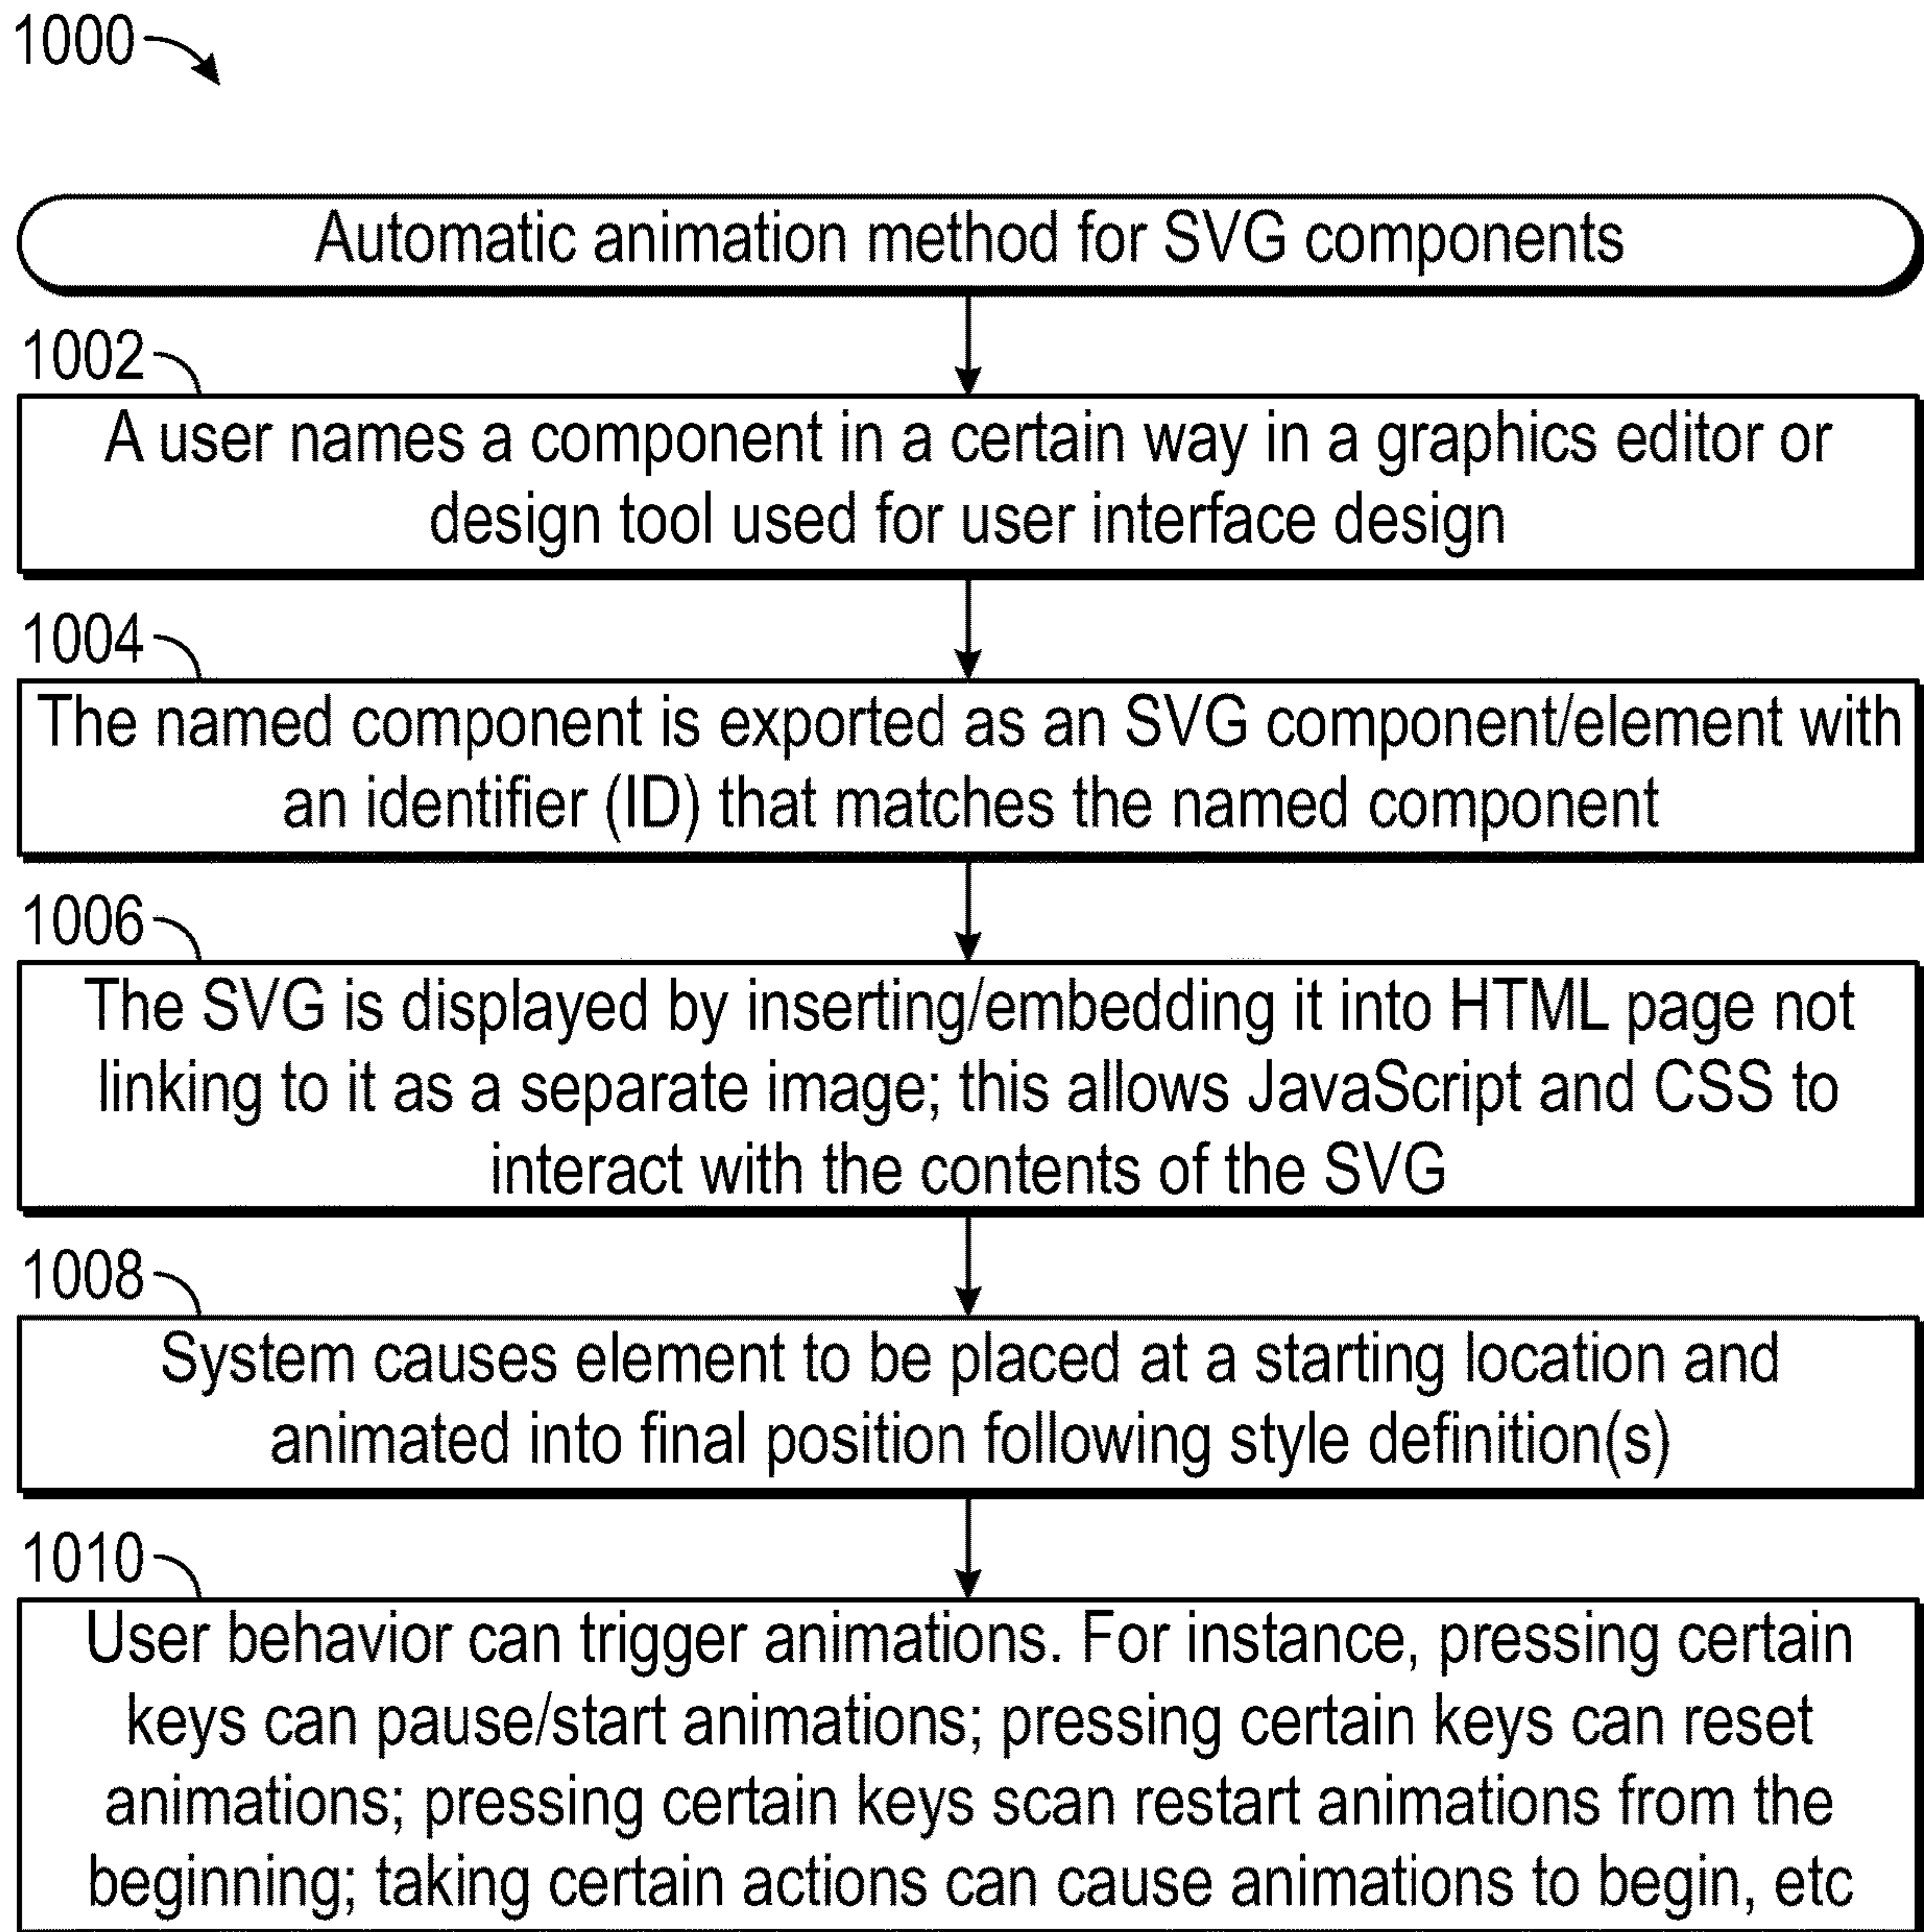 1000
Automatic animation method for SVG components
1002
A user names a component in a certain way in a graphics editor or
design tool used for user interface design
1004
The named component is exported as an SVG component/element with
an identifier (ID) that matches the named component
1006
The SVG is displayed by inserting/embedding it into HTML page not
linking to it as a separate image; this allows JavaScript and CSS to
interact with the contents of the SVG
1008
System causes element to be placed at a starting location and
animated into final position following style definition(s)
1010
User behavior can trigger animations. For instance, pressing certain
keys can pause/start animations; pressing certain keys can reset
animations; pressing certain keys scan restart animations from the
beginning; taking certain actions can cause animations to begin, etc